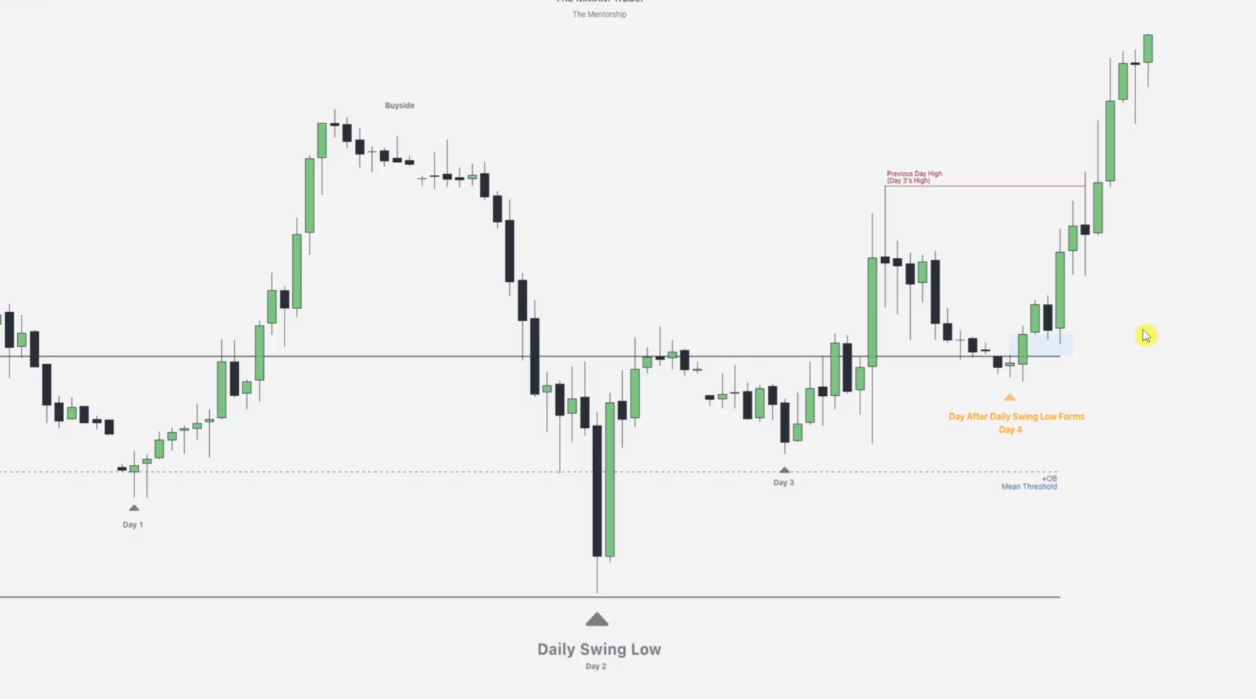 The Mentorship
Buyside
Previous Day High
(Day 3's High)
Day After Daily Swing Low Forms
Day 4
+OB
Mean Threshold
Day 3
Day 1
Daily Swing Low
Day 2